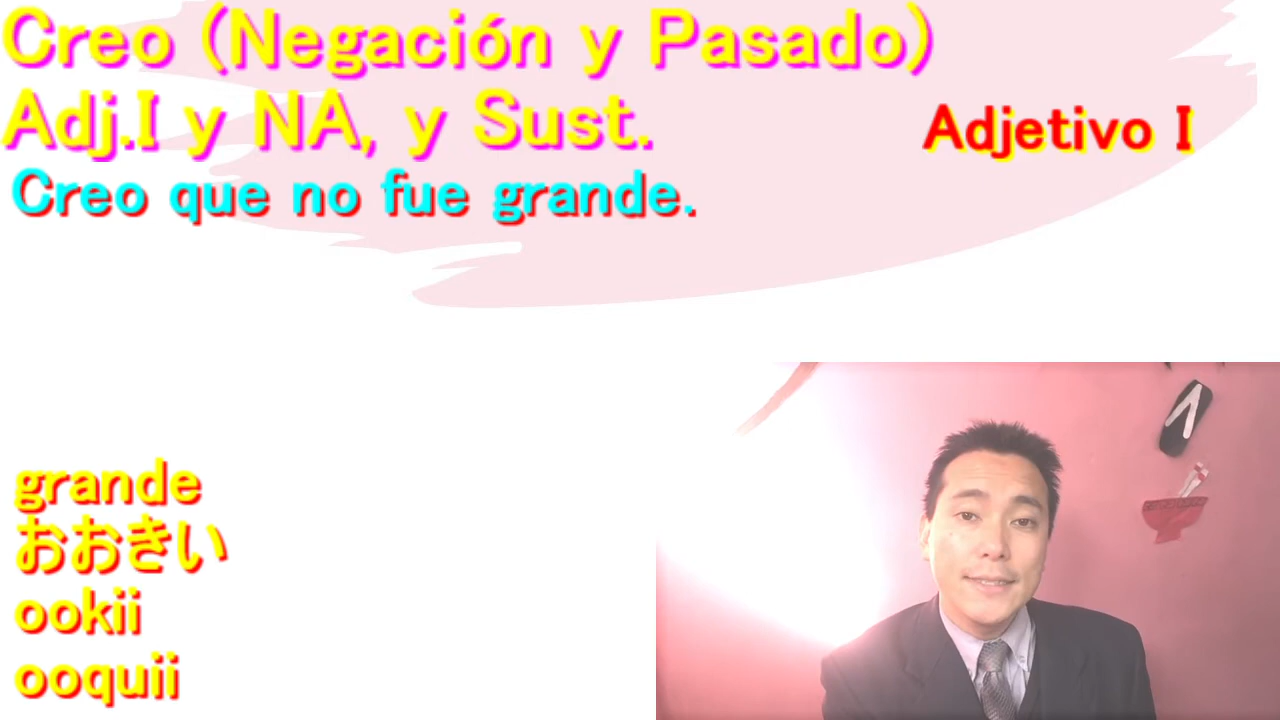 Creo (Negación y Pasado)
Adj.I y NA, y Sust.
Adjetivo I
Creo que no fue grande.
grande
おおきい
ookii
ooquii